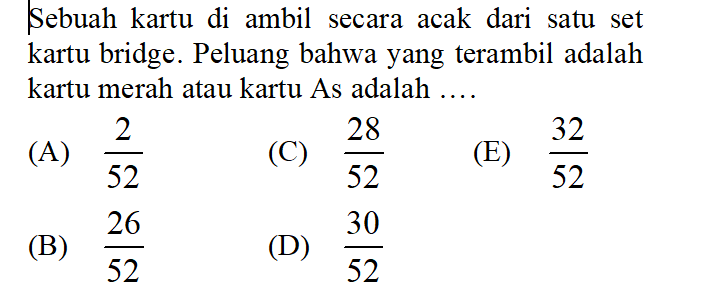 Sebuah kartu di ambil secara acak dari satu set
kartu bridge. Peluang bahwa yang terambil adalah
kartu merah atau kartu As adalah ….
(A) 2/52 (C) 28/52 (E) 32/52
(B) 26/52 (D) 30/52